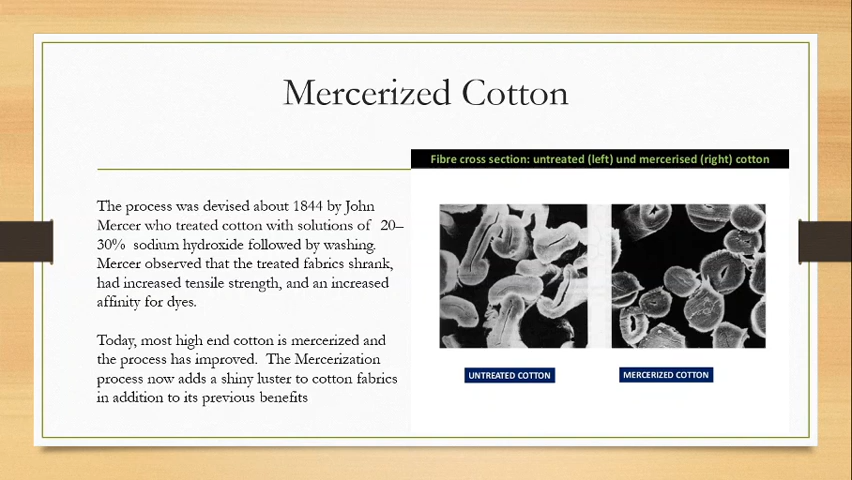 Mercerized Cotton
Fibre cross section: untreated (left) und mercerised (right) cotton
The process was devised about 1844 by John
Mercer who treated cotton with solutions of 20–
30% sodium hydroxide followed by washing.
Mercer observed that the treated fabrics shrank,
had increased tensile strength, and an increased
affinity for dyes.
Today, most high end cotton is mercerized and
the process has improved. The Mercerization
process now adds a shiny luster to cotton fabrics
in addition to its previous benefits
UNTREATED COTTON
MERCERIZED COTTON